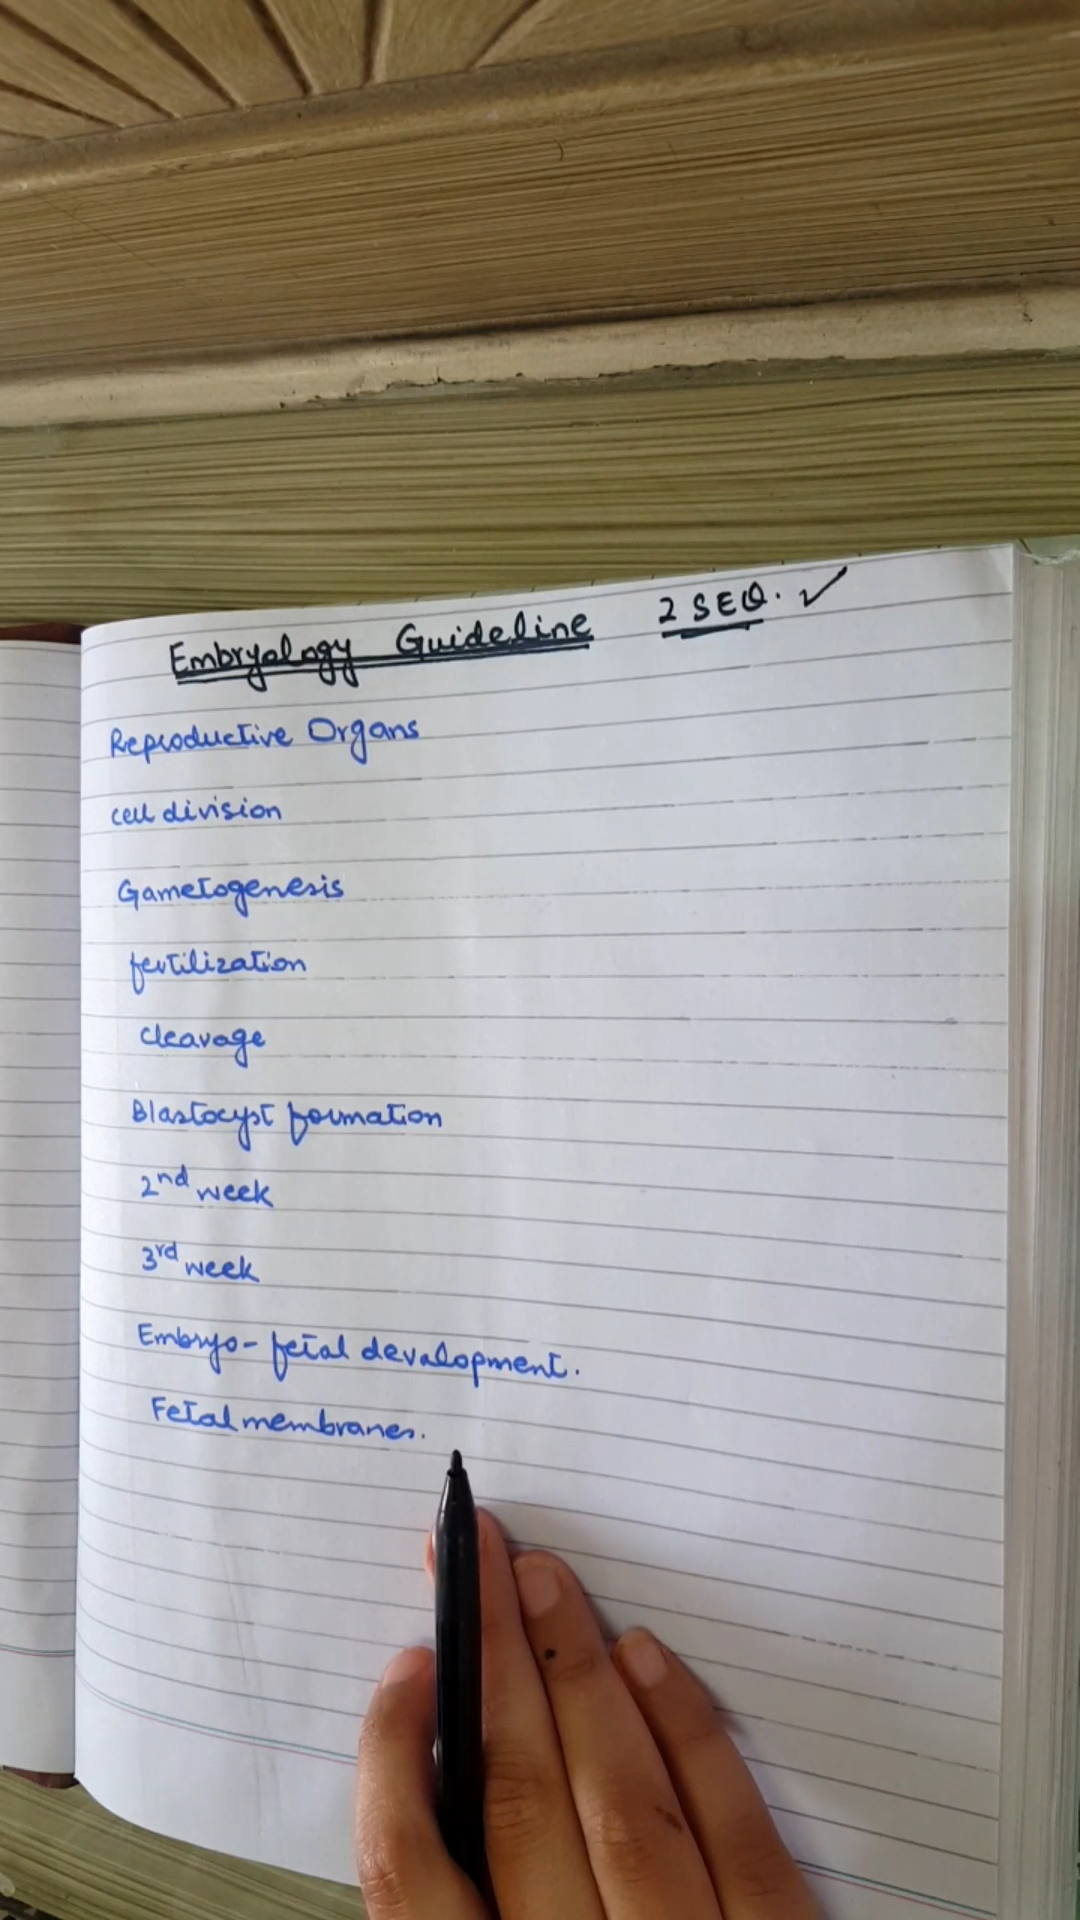 Embryology Guideline 2 SEQ. ✓
Reproductive Organs
cell division
Gametogenesis
fertilization
cleavage
Blastocyst formation
2nd week
3rd week
Embryo-fetal devalopment.
Fetal membranes.